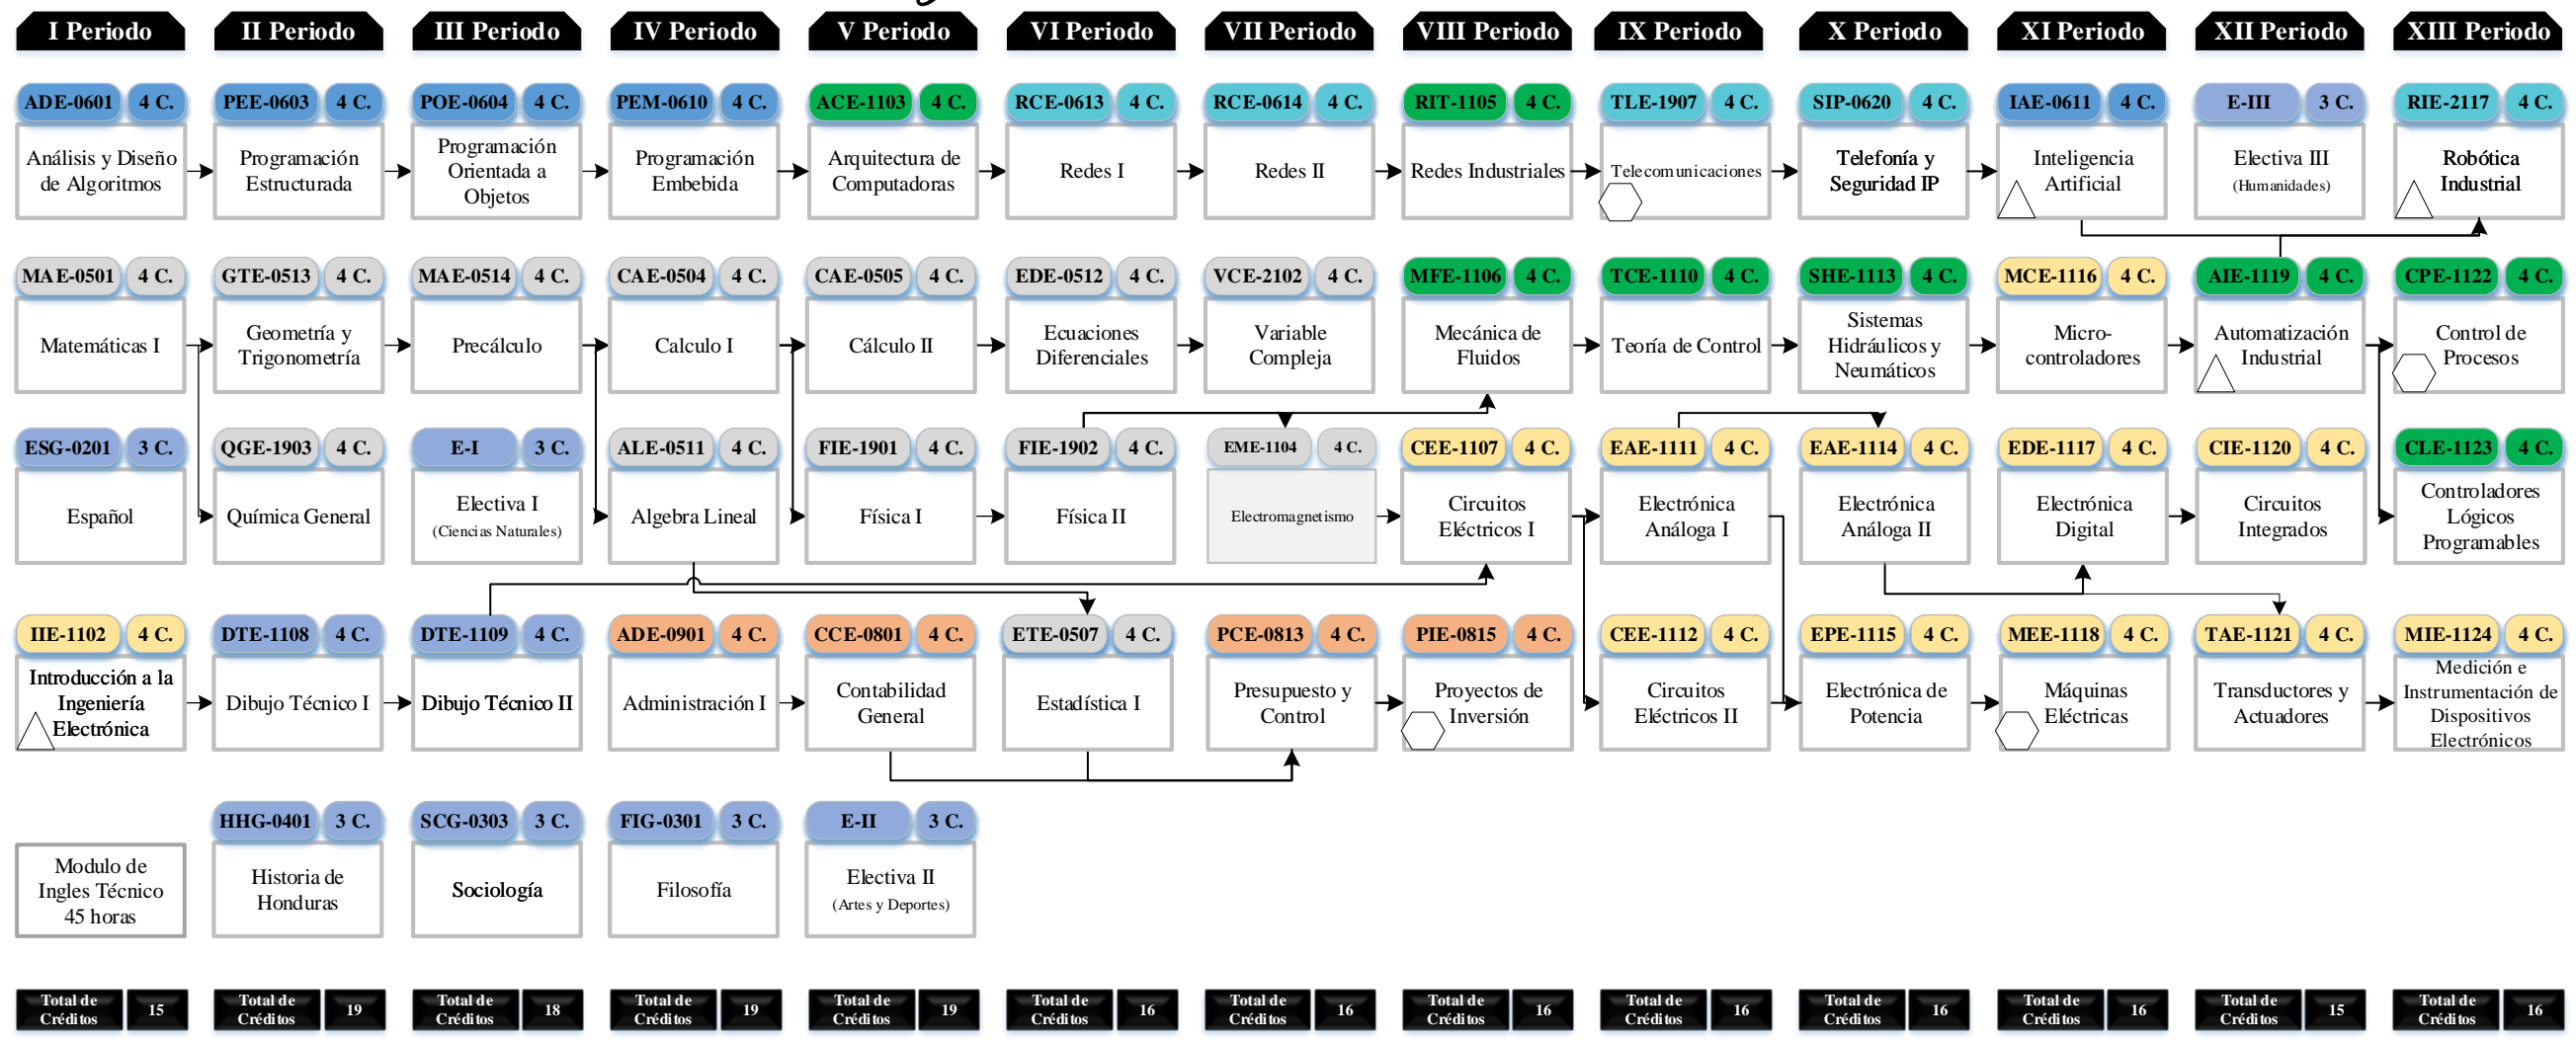 I Periodo
II Periodo
III Periodo
IV Periodo
V Periodo
VI Periodo
VII Periodo
VIII Periodo
IX Periodo
X Periodo
XI Periodo
XII Periodo
XIII Periodo
ADE-0601 4 C.
PEE-0603 4 C.
POE-0604 4 C.
PEM-0610 4 C.
ACE-1103 4 C.
RCE-0613 4 C.
RCE-0614 4 C.
RIT-1105 4 C.
TLE-1907 4 C.
SIP-0620 4 C.
IAE-0611 4 C.
E-III 3 C.
RIE-2117 4 C.
Análisis y Diseño
de Algoritmos
Programación
Estructurada
Programación
Orientada a
Objetos
Programación
Embebida
Arquitectura de
Computadoras
Redes I
Redes II
Redes Industriales
Telecomunicaciones
Telefonía y
Seguridad IP
Inteligencia
Artificial
Electiva III
(Humanidades)
Robótica
Industrial
MAE-0501 4 C.
GTE-0513 4 C.
MAE-0514 4 C.
CAE-0504 4 C.
CAE-0505 4 C.
EDE-0512 4 C.
VCE-2102 4 C.
MFE-1106 4 C.
TCE-1110 4 C.
SHE-1113 4 C.
MCE-1116 4 C.
AIE-1119 4 C.
CPE-1122 4 C.
Matemáticas I
Geometría y
Trigonometría
Precálculo
Calculo I
Cálculo II
Ecuaciones
Diferenciales
Variable
Compleja
Mecánica de
Fluidos
Teoría de Control
Sistemas
Hidráulicos y
Neumáticos
Micro-
controladores
Automatización
Industrial
Control de
Procesos
ESG-0201 3 C.
QGE-1903 4 C.
E-I 3 C.
ALE-0511 4 C.
FIE-1901 4 C.
FIE-1902 4 C.
EME-1104 4 C.
CEE-1107 4 C.
EAE-1111 4 C.
EAE-1114 4 C.
EDE-1117 4 C.
CIE-1120 4 C.
CLE-1123 4 C.
Español
Química General
Electiva I
(Ciencias Naturales)
Algebra Lineal
Física I
Física II
Electromagnetismo
Circuitos
Eléctricos I
Electrónica
Análoga I
Electrónica
Análoga II
Electrónica
Digital
Circuitos
Integrados
Controladores
Lógicos
Programables
IIE-1102 4 C.
DTE-1108 4 C.
DTE-1109 4 C.
ADE-0901 4 C.
CCE-0801 4 C.
ETE-0507 4 C.
PCE-0813 4 C.
PIE-0815 4 C.
CEE-1112 4 C.
EPE-1115 4 C.
MEE-1118 4 C.
TAE-1121 4 C.
MIE-1124 4 C.
Introducción a la
Ingeniería
Electrónica
Dibujo Técnico I
Dibujo Técnico II
Administración I
Contabilidad
General
Estadística I
Presupuesto y
Control
Proyectos de
Inversión
Circuitos
Eléctricos II
Electrónica de
Potencia
Máquinas
Eléctricas
Transductores y
Actuadores
Medición e
Instrumentación de
Dispositivos
Electrónicos
HHG-0401 3 C.
SCG-0303 3 C.
FIG-0301 3 C.
E-II 3 C.
Modulo de
Ingles Técnico
45 horas
Historia de
Honduras
Sociología
Filosofía
Electiva II
(Artes y Deportes)
Total de
Créditos
15
Total de
Créditos
19
Total de
Créditos
18
Total de
Créditos
19
Total de
Créditos
19
Total de
Créditos
16
Total de
Créditos
16
Total de
Créditos
16
Total de
Créditos
16
Total de
Créditos
16
Total de
Créditos
16
Total de
Créditos
15
Total de
Créditos
16